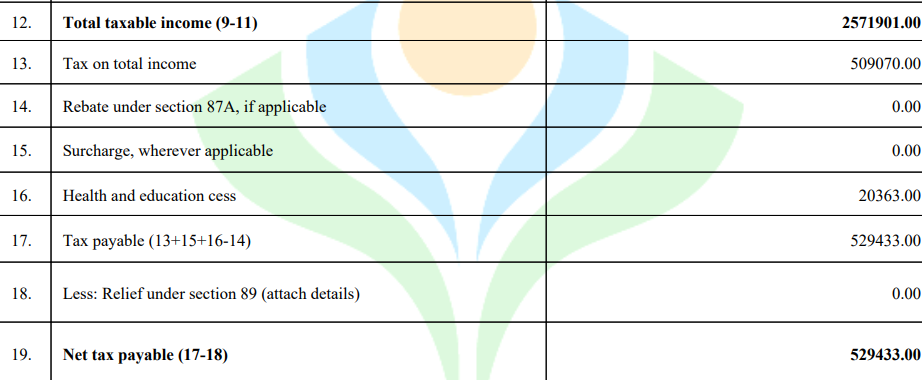 12. Total taxable income (9-11) 2571901.00
13. Tax on total income 509070.00
14. Rebate under section 87A, if applicable 0.00
15. Surcharge, wherever applicable 0.00
16. Health and education cess 20363.00
17. Tax payable (13+15+16-14) 529433.00
18. Less: Relief under section 89 (attach details) 0.00
19. Net tax payable (17-18) 529433.00